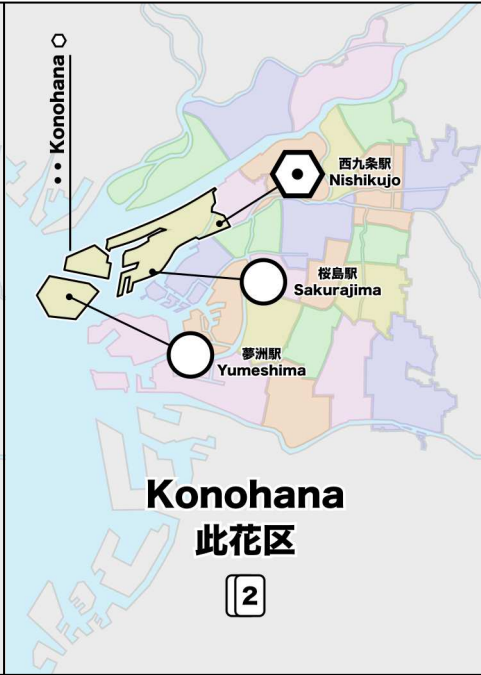 •• Konohana ⬡
西九条駅
Nishikujo
桜島駅
Sakurajima
夢洲駅
Yumeshima
Konohana
此花区
2